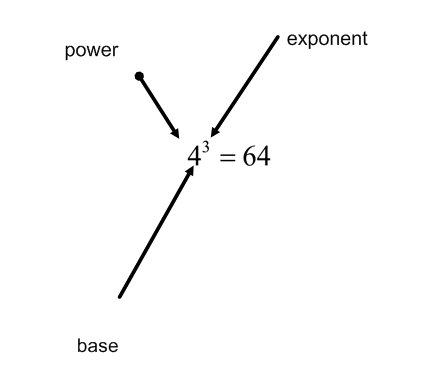 power
exponent
4³ = 64
base